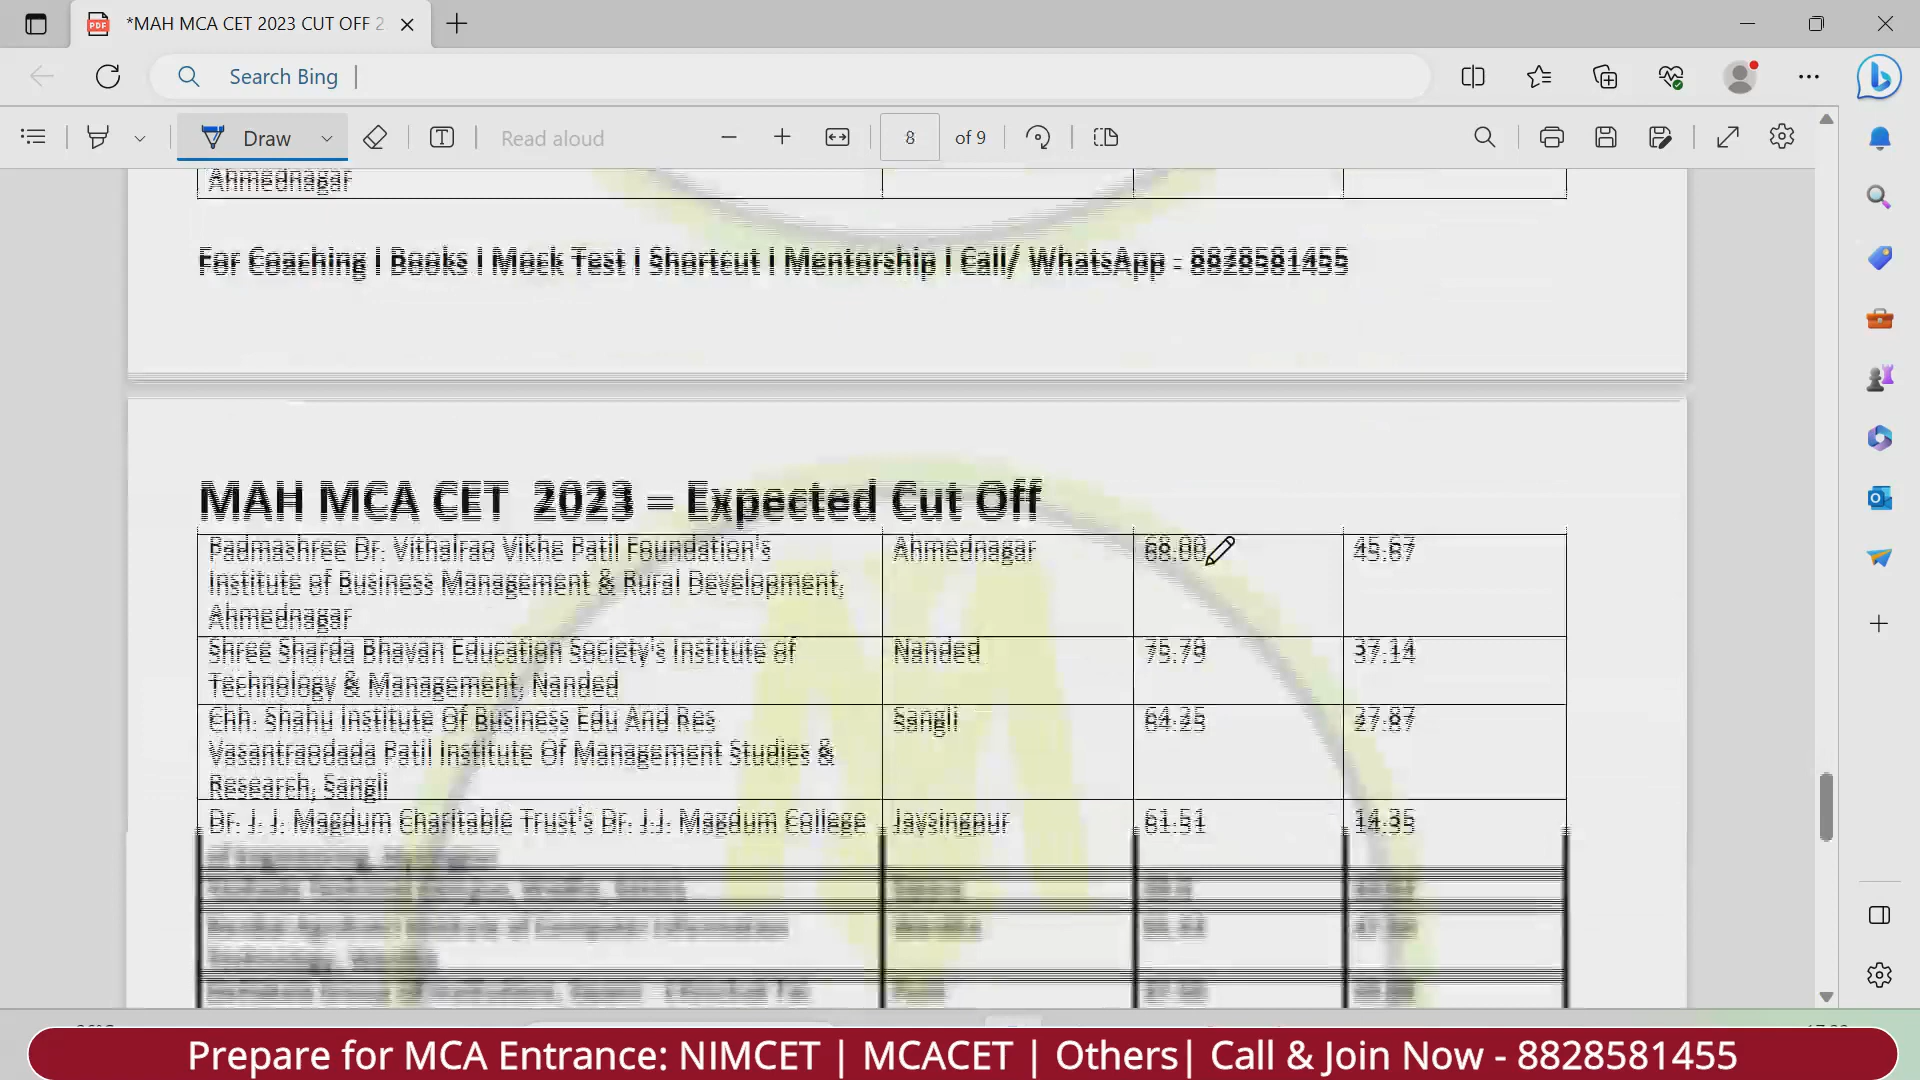 *MAH MCA CET 2023 CUT OFF 2
Search Bing
Draw
Read aloud
8 of 9
Ahmednagar
For Coaching I Books I Mock Test I Shortcut I Mentorship I Call/ WhatsApp : 8828581455
MAH MCA CET 2023 – Expected Cut Off
Padmashree Dr. Vithalrao Vikhe Patil Foundation's Ahmednagar 68.00 45.67
Institute of Business Management & Rural Development,
Ahmednagar
Shree Sharda Bhavan Education Society's Institute of Nanded 75.79 37.14
Technology & Management, Nanded
Chh. Shahu Institute Of Business Edu And Res Sangli 64.25 27.87
Vasantraodada Patil Institute Of Management Studies &
Research, Sangli
Dr. J. J. Magdum Charitable Trust's Dr. J.J. Magdum College Jaysingpur 61.51 14.35
Prepare for MCA Entrance: NIMCET | MCACET | Others| Call & Join Now - 8828581455